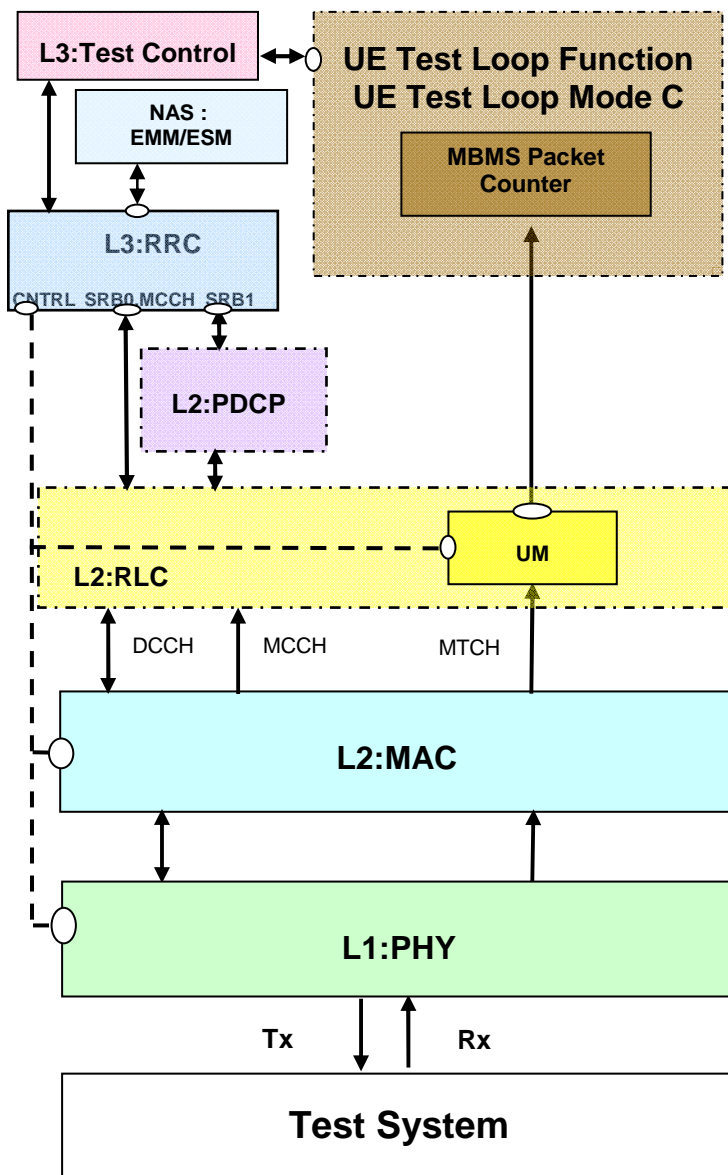 L3:Test Control
UE Test Loop Function
UE Test Loop Mode C
NAS :
EMM/ESM
MBMS Packet
Counter
L3:RRC
CNTRL SRB0,MCCH SRB1
L2:PDCP
UM
L2:RLC
DCCH
MCCH
MTCH
L2:MAC
L1:PHY
Tx
Rx
Test System